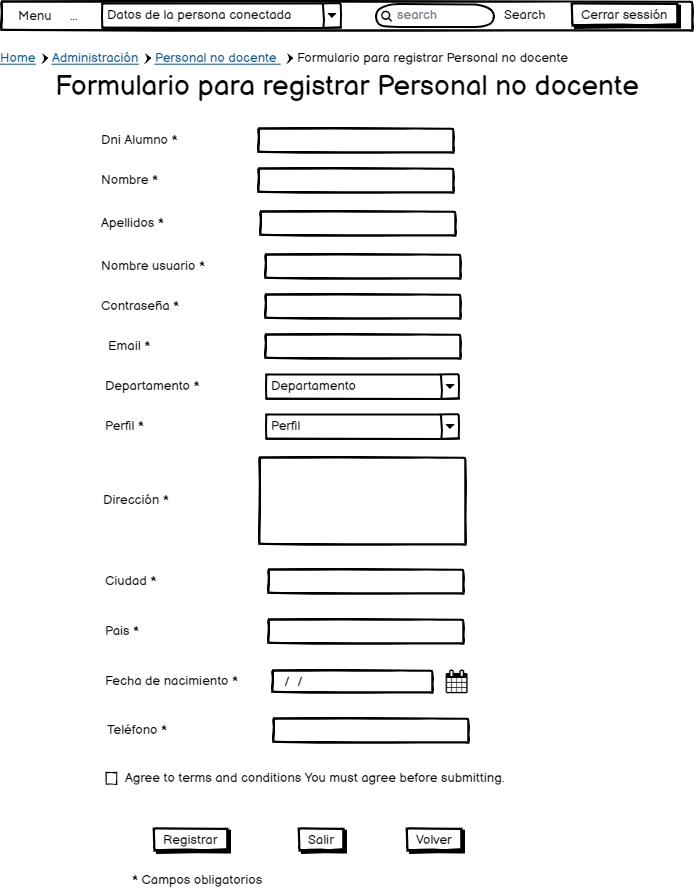 Menu ... Datos de la persona conectada search Search Cerrar sessión
Home Administración Personal no docente Formulario para registrar Personal no docente
Formulario para registrar Personal no docente
Dni Alumno *
Nombre *
Apellidos *
Nombre usuario *
Contraseña *
Email *
Departamento * Departamento
Perfil * Perfil
Dirección *
Ciudad *
Pais *
Fecha de nacimiento * / /
Teléfono *
Agree to terms and conditions You must agree before submitting.
Registrar Salir Volver
* Campos obligatorios